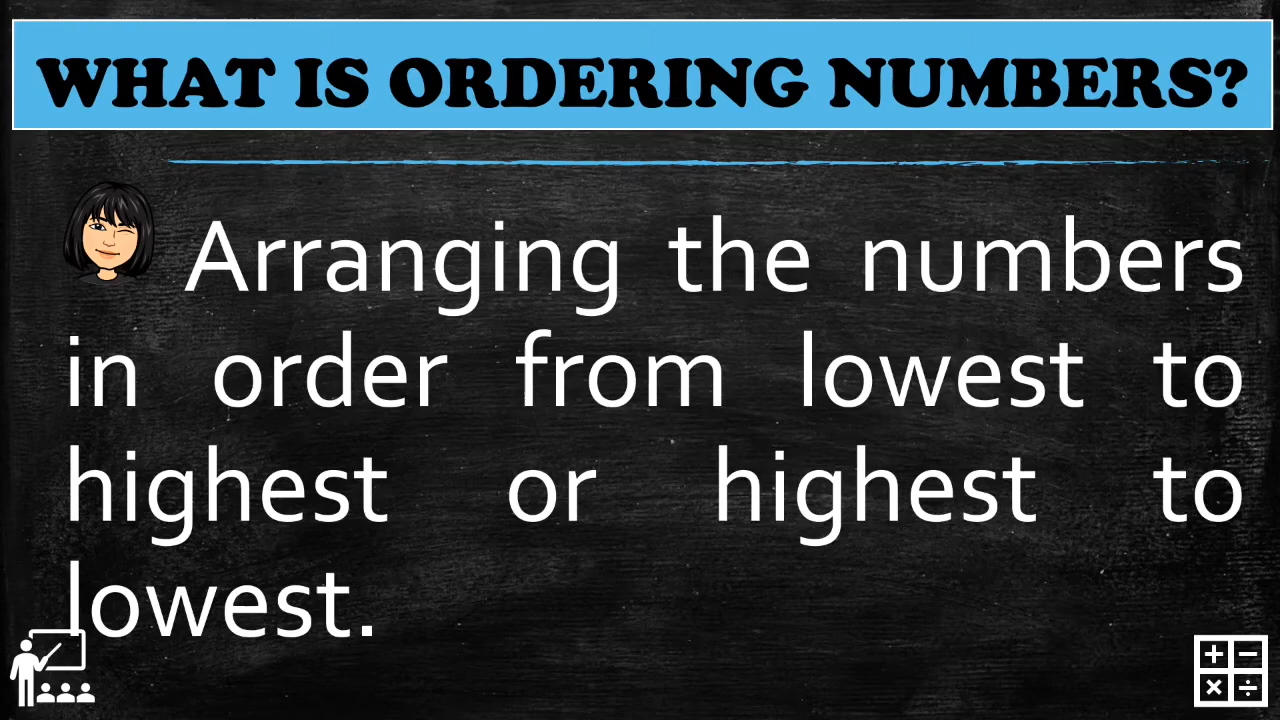 WHAT IS ORDERING NUMBERS?
Arranging the numbers
in order from lowest to
highest or highest to
lowest.